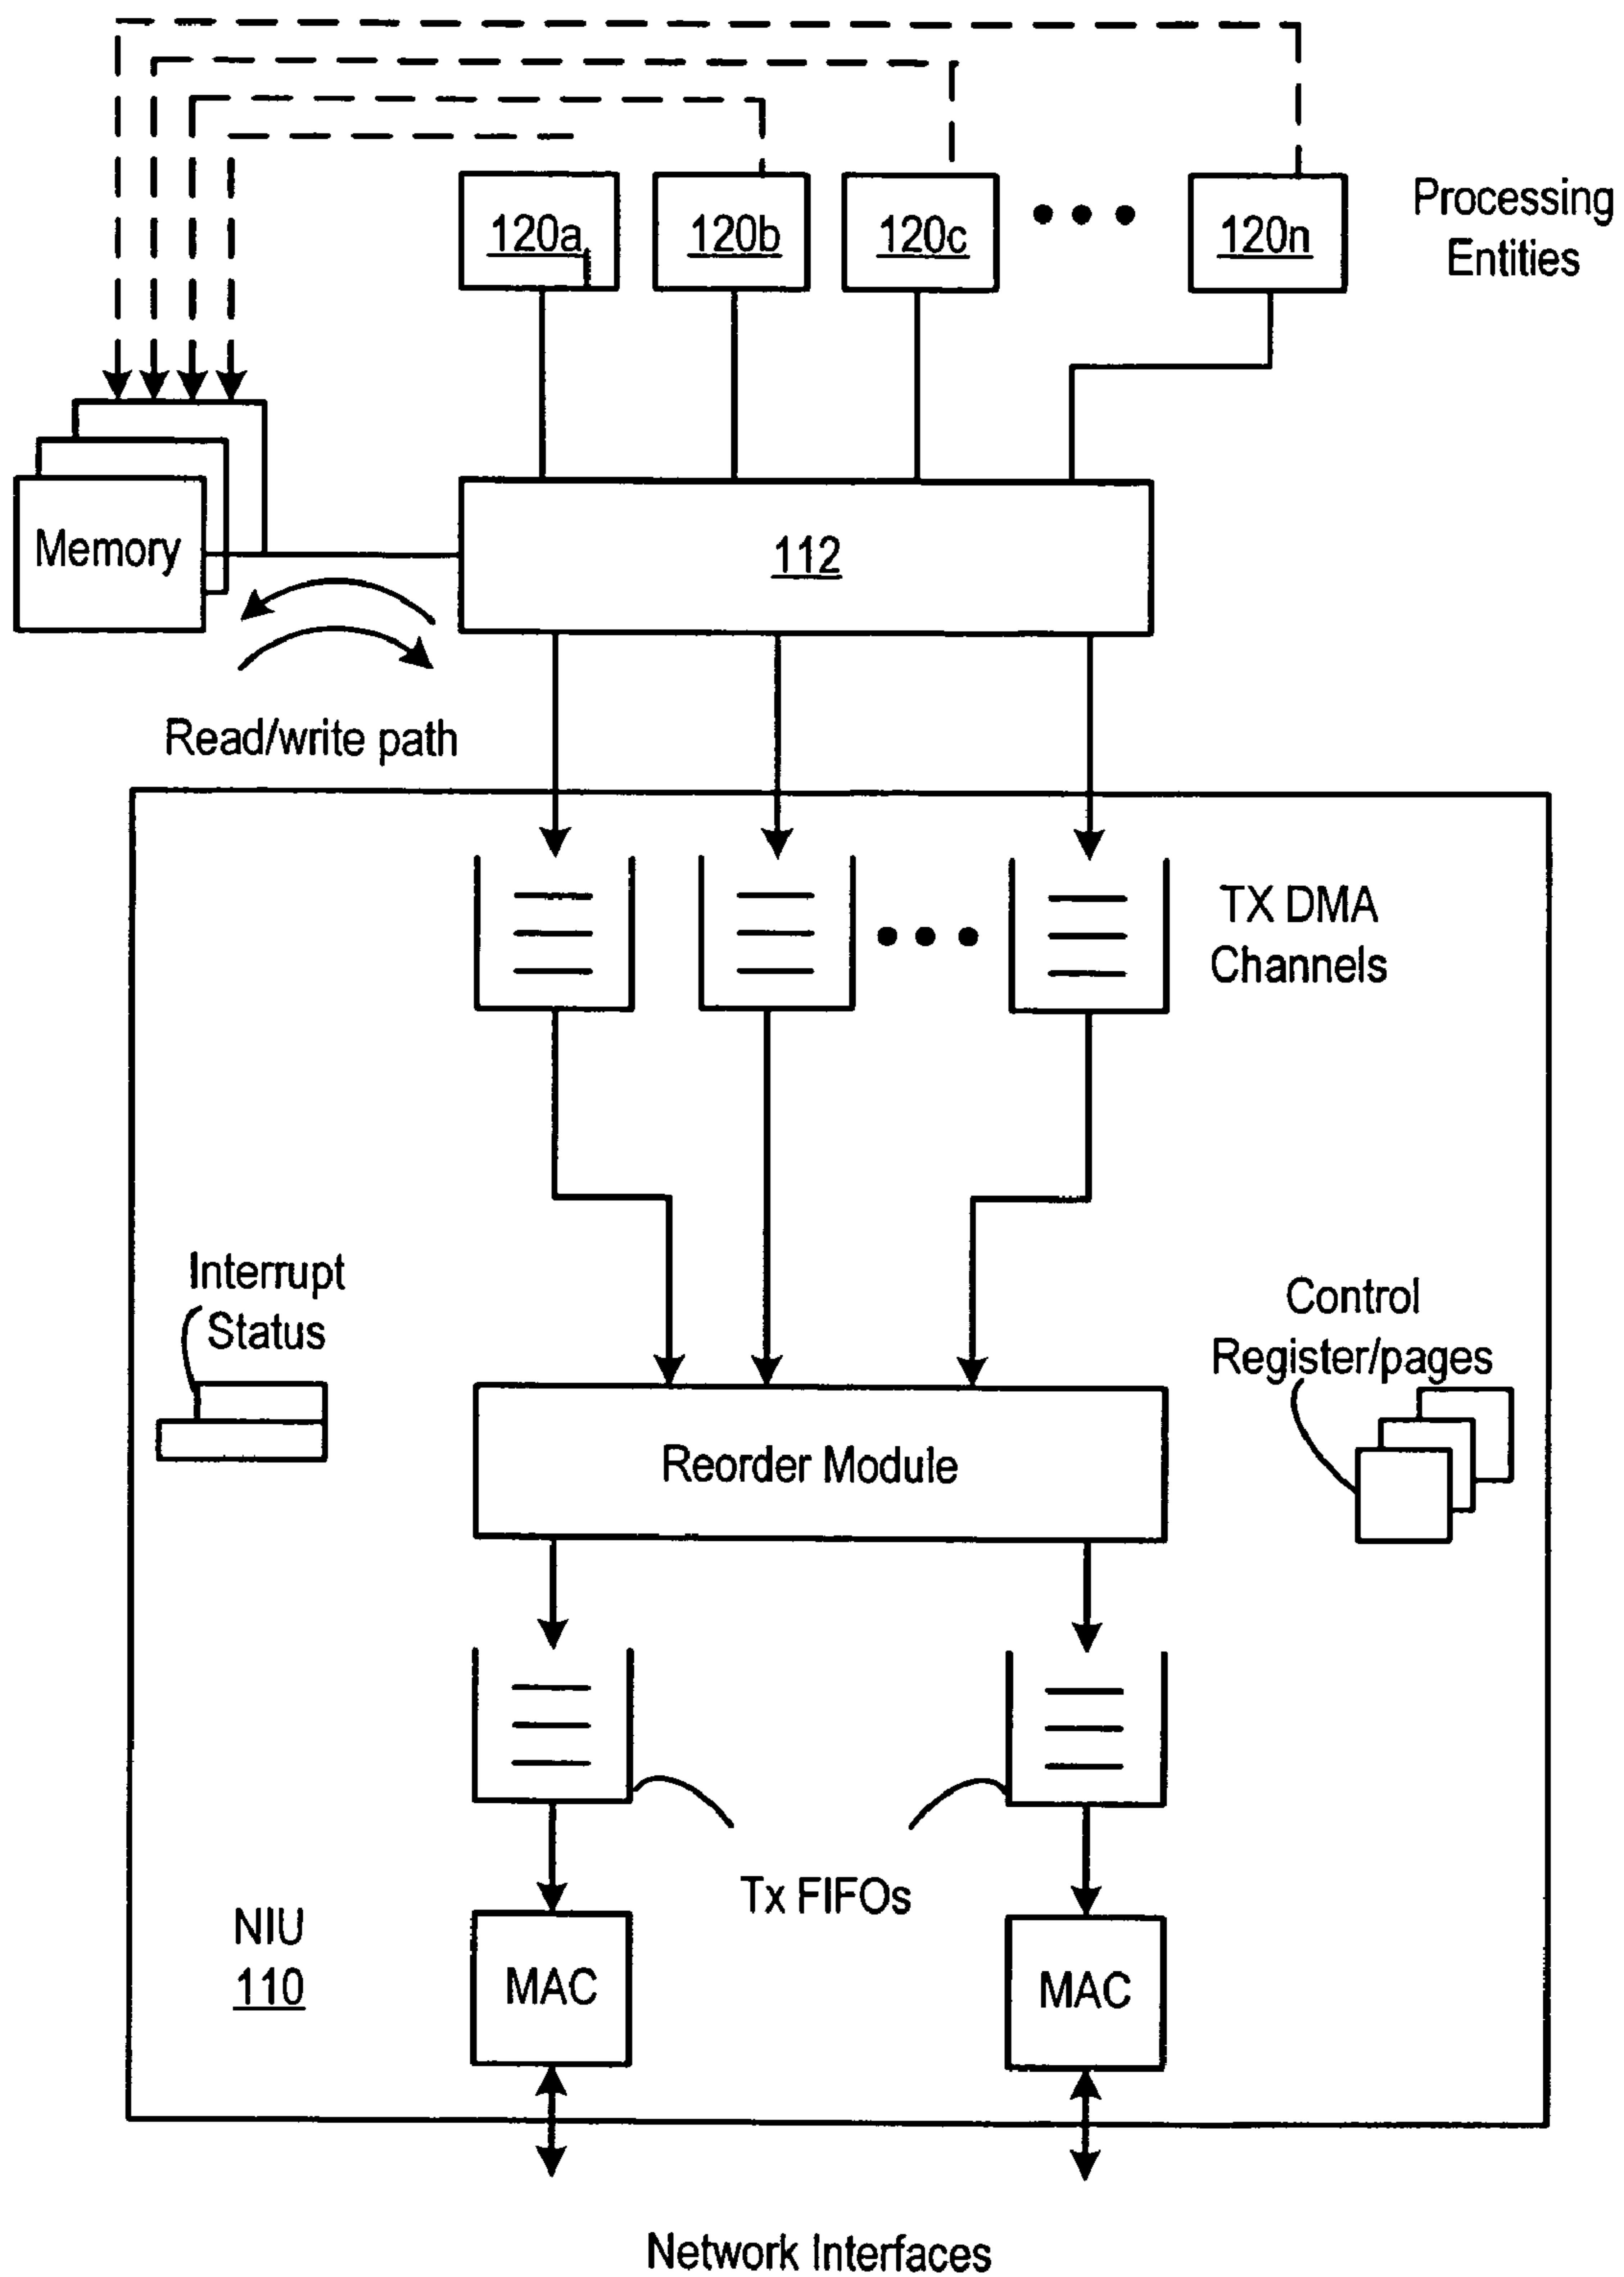 120a
120b
120c
120n
Processing
Entities
Memory
112
Read/write path
TX DMA
Channels
Interrupt
Status
Control
Register/pages
Reorder Module
Tx FIFOs
NIU
110
MAC
MAC
Network Interfaces